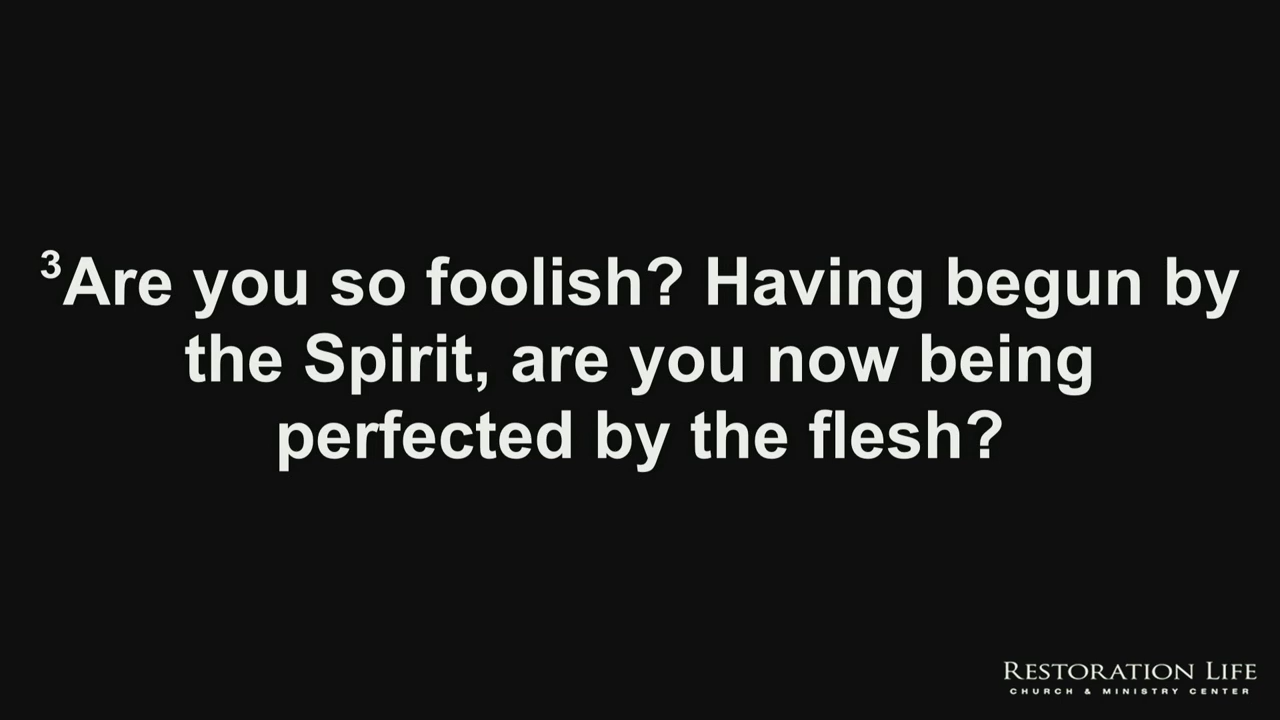 ³Are you so foolish? Having begun by
the Spirit, are you now being
perfected by the flesh?
RESTORATION LIFE
CHURCH & MINISTRY CENTER